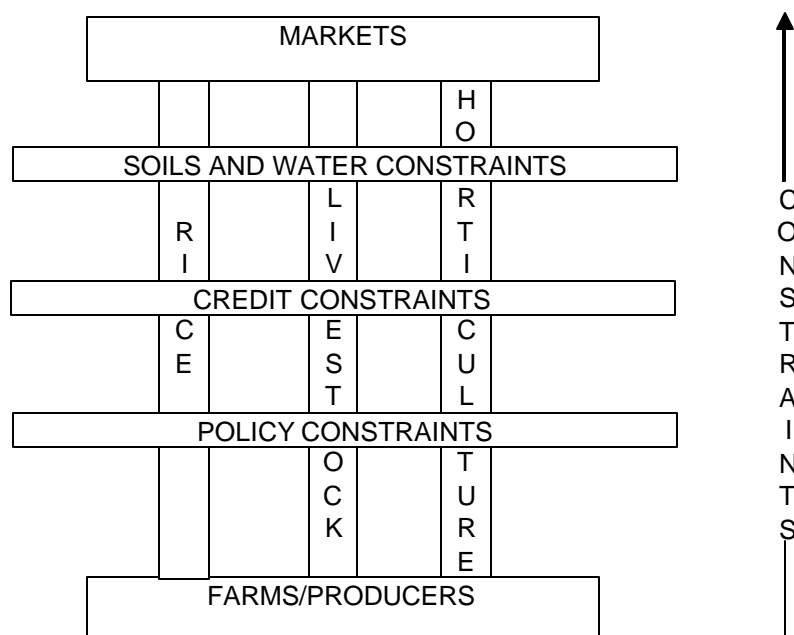 MARKETS
SOILS AND WATER CONSTRAINTS
CREDIT CONSTRAINTS
POLICY CONSTRAINTS
FARMS/PRODUCERS
RICE
LIVESTOCK
HORTICULTURE
CONSTRAINTS